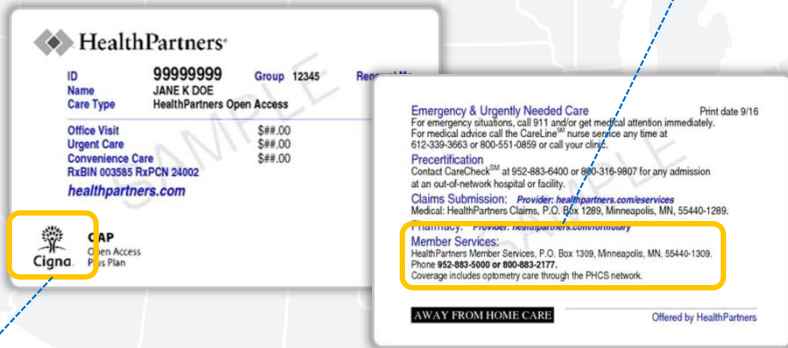 HealthPartners®
ID 99999999 Group 12345
Name JANE K DOE
Care Type HealthPartners Open Access
Office Visit $##.00
Urgent Care $##.00
Convenience Care $##.00
RxBIN 003585 RxPCN 24002
healthpartners.com
SAMPLE
Cigna.
OAP
Open Access
Plus Plan
Emergency & Urgently Needed Care Print date 9/16
For emergency situations, call 911 and/or get medical attention immediately.
For medical advice call the CareLine℠ nurse service any time at
612-339-3663 or 800-551-0859 or call your clinic.
Precertification
Contact CareCheck℠ at 952-883-6400 or 800-316-9807 for any admission
at an out-of-network hospital or facility.
Claims Submission: Provider: healthpartners.com/eservices
Medical: HealthPartners Claims, P.O. Box 1289, Minneapolis, MN, 55440-1289.
Pharmacy: Provider: healthpartners.com/formulary
Member Services:
HealthPartners Member Services, P.O. Box 1309, Minneapolis, MN, 55440-1309.
Phone 952-883-5000 or 800-883-2177.
Coverage includes optometry care through the PHCS network.
SAMPLE
AWAY FROM HOME CARE Offered by HealthPartners